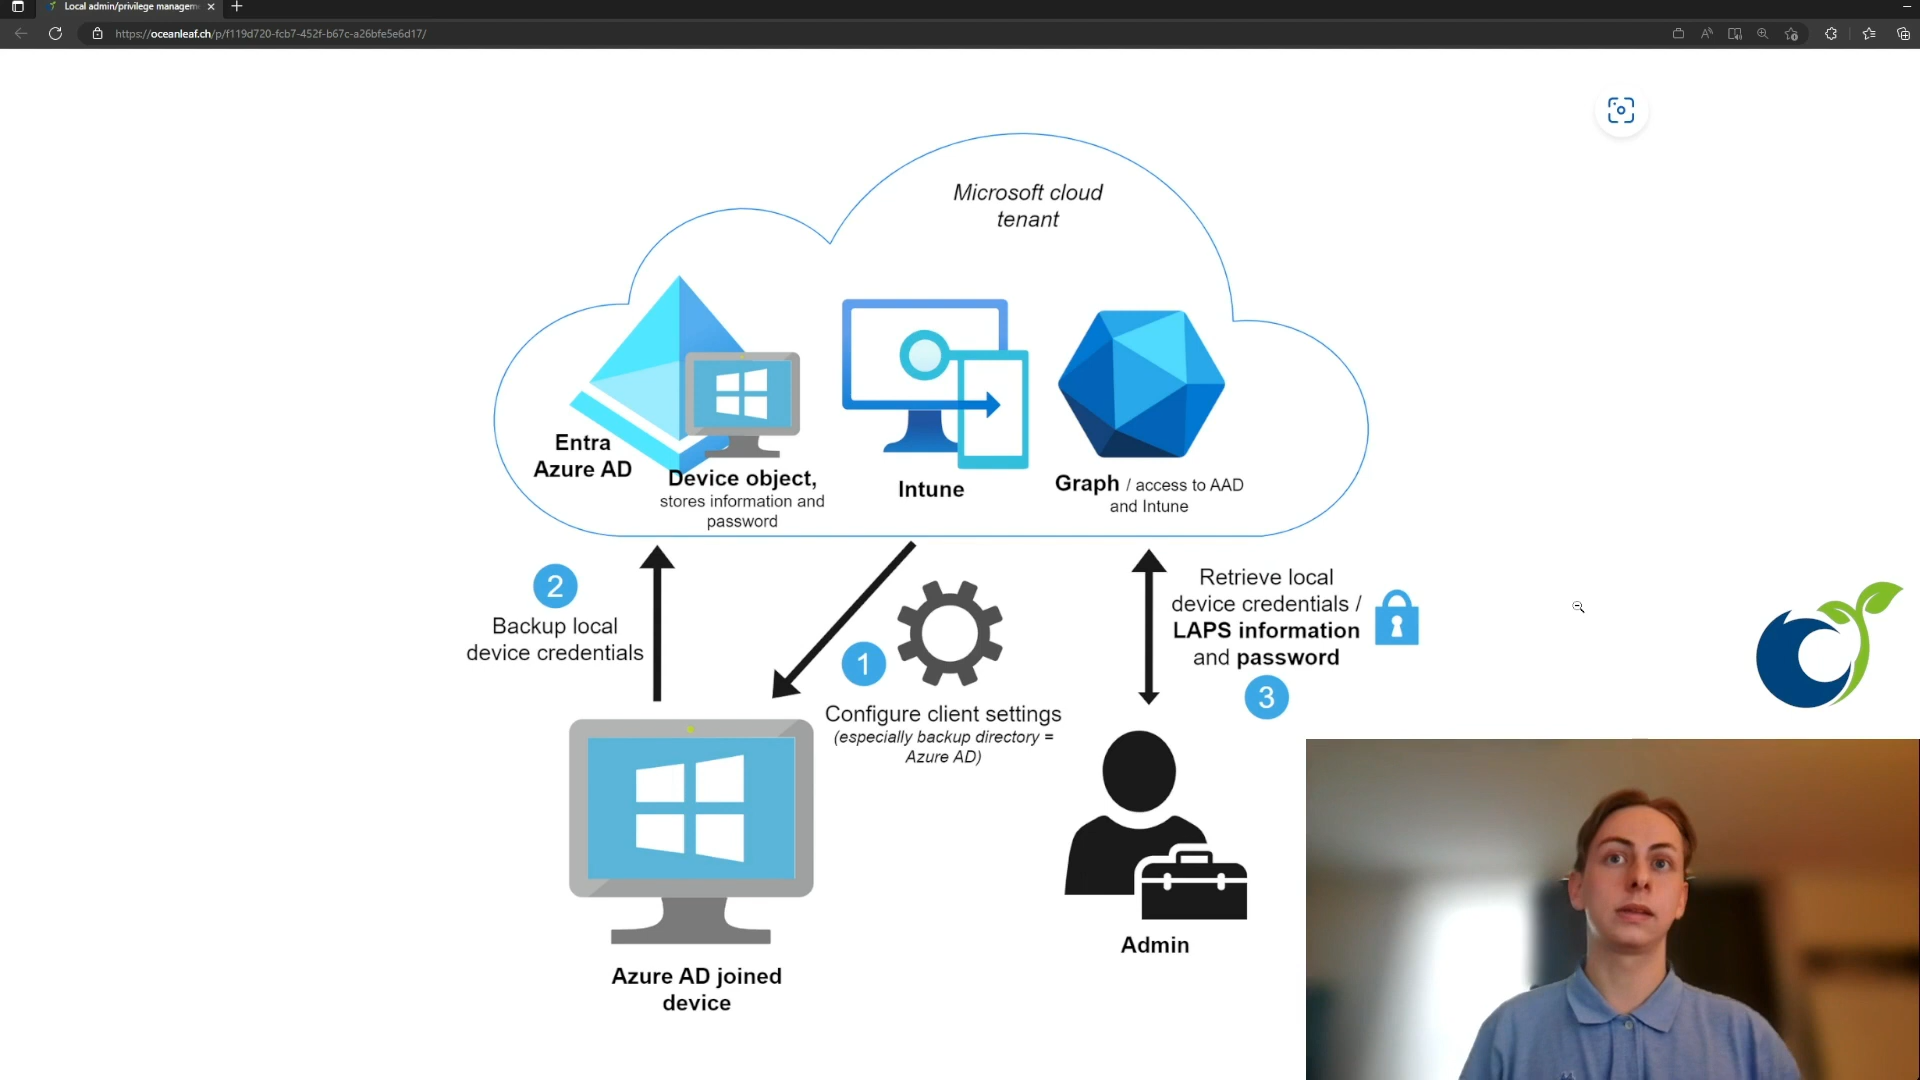 Local admin/privilege managem
https://oceanleaf.ch/p/f119d720-fcb7-452f-b67c-a26bfe5e6d17/
Microsoft cloud
tenant
Entra
Azure AD
Device object,
stores information and
password
Intune
Graph / access to AAD
and Intune
2
Backup local
device credentials
1
Configure client settings
(especially backup directory =
Azure AD)
Retrieve local
device credentials /
LAPS information
and password
3
Azure AD joined
device
Admin